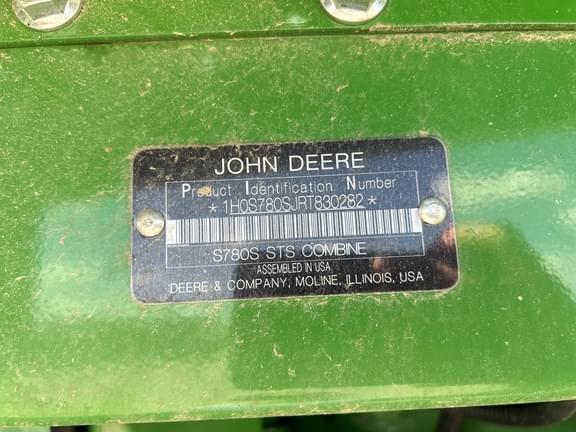 JOHN DEERE
Product Identification Number
*1H0S780SJRT830282*
S780S STS COMBINE
ASSEMBLED IN USA
DEERE & COMPANY, MOLINE, ILLINOIS, USA